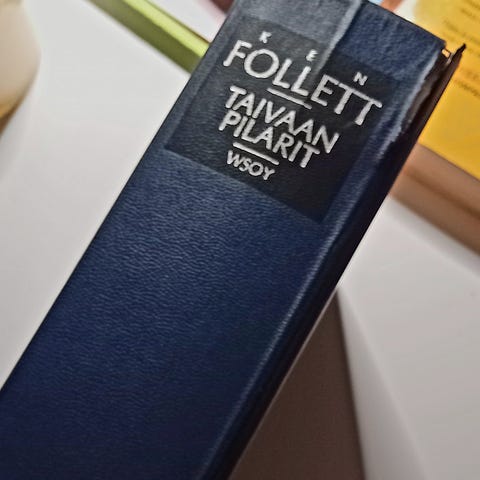 KEN
FOLLETT
TAIVAAN
PILARIT
WSOY